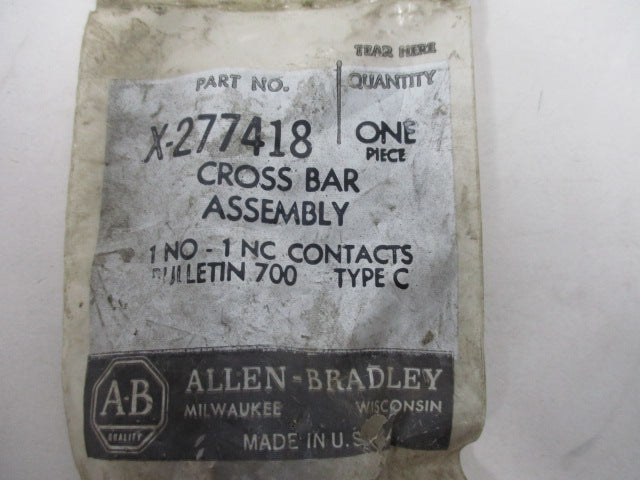 TEAR HERE
PART NO.
QUANTITY
X-277418
ONE
PIECE
CROSS BAR
ASSEMBLY
1 NO - 1 NC CONTACTS
BULLETIN 700 TYPE C
A-B
QUALITY
ALLEN-BRADLEY
MILWAUKEE WISCONSIN
MADE IN U.S.A